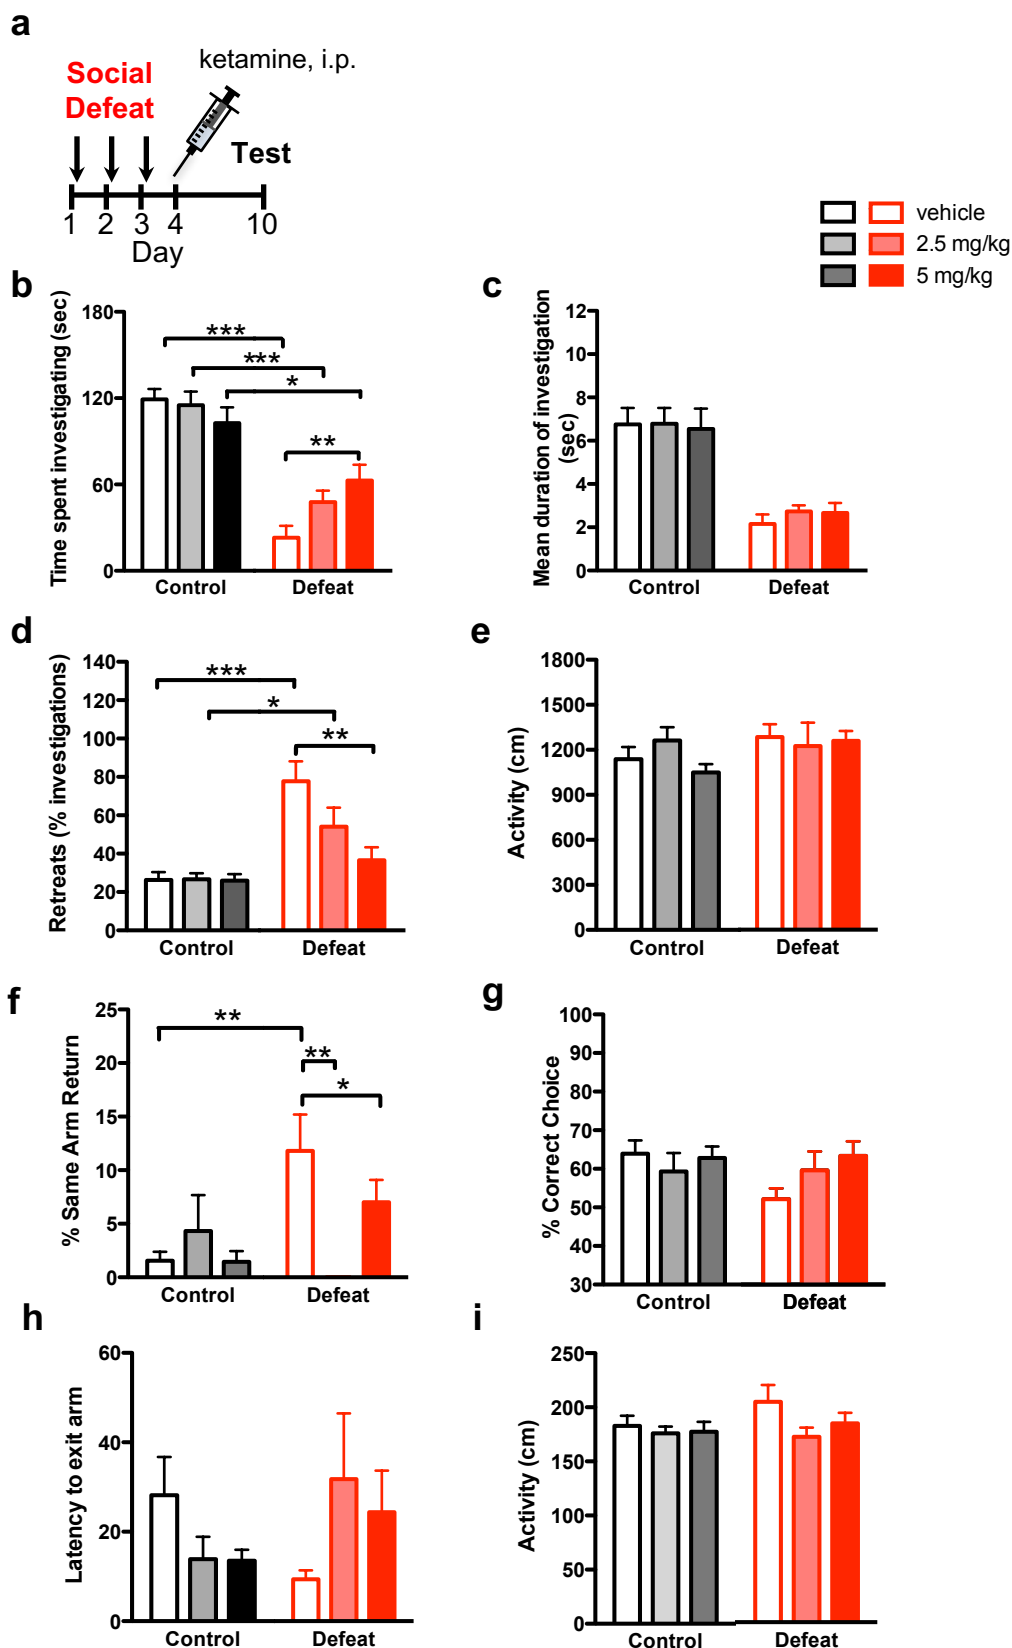 a
ketamine, i.p.
Social
Defeat
Test
1 2 3 4 10
Day
vehicle
2.5 mg/kg
5 mg/kg
b
Time spent investigating (sec)
180
120
60
0
***
***
*
**
Control Defeat
c
Mean duration of investigation
(sec)
12
10
8
6
4
2
0
Control Defeat
d
Retreats (% investigations)
140
120
100
80
60
40
20
0
***
*
**
Control Defeat
e
Activity (cm)
1800
1500
1200
900
600
300
0
Control Defeat
f
% Same Arm Return
25
20
15
10
5
0
**
**
*
Control Defeat
g
% Correct Choice
100
90
80
70
60
50
40
30
Control Defeat
h
Latency to exit arm
60
40
20
0
Control Defeat
i
Activity (cm)
250
200
150
100
50
0
Control Defeat